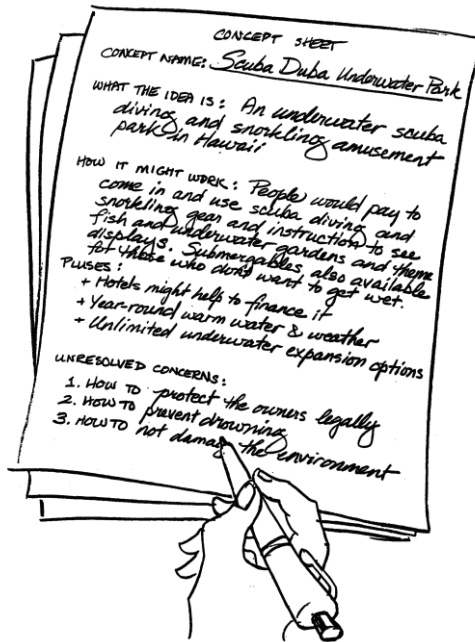 CONCEPT SHEET
CONCEPT NAME: Scuba Duba Underwater Park
WHAT THE IDEA IS: An underwater scuba
diving and snorkling amusement
park in Hawaii
HOW IT MIGHT WORK: People would pay to
come in and use scuba diving and
snorkling gear and instruction to see
fish and underwater gardens and theme
displays. Submergables also available
for those who don't want to get wet.
PLUSES:
+ Hotels might help to finance it
+ Year-round warm water & weather
+ Unlimited underwater expansion options
UNRESOLVED CONCERNS:
1. HOW TO protect the owners legally
2. HOW TO prevent drowning
3. HOW TO not damage the environment